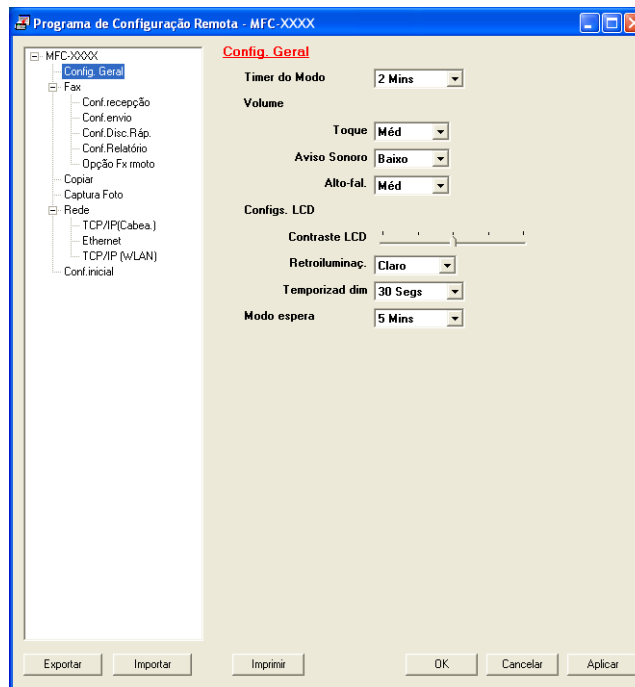 Programa de Configuração Remota - MFC-XXXX
MFC-XXXX
Config. Geral
Fax
Conf.recepção
Conf.envio
Conf.Disc.Ráp.
Conf.Relatório
Opção Fx rmoto
Copiar
Captura Foto
Rede
TCP/IP(Cabea.)
Ethernet
TCP/IP (WLAN)
Conf.inicial
Config. Geral
Timer do Modo 2 Mins
Volume
Toque Méd
Aviso Sonoro Baixo
Alto-fal. Méd
Configs. LCD
Contraste LCD
Retroiluminaç. Claro
Temporizad dim 30 Segs
Modo espera 5 Mins
Exportar Importar Imprimir OK Cancelar Aplicar